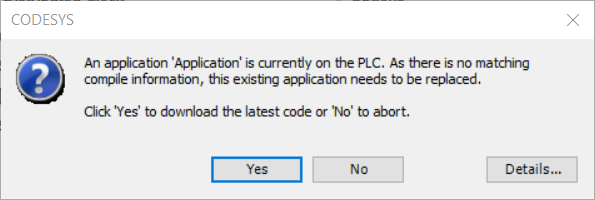 CODESYS
An application 'Application' is currently on the PLC. As there is no matching
compile information, this existing application needs to be replaced.
Click 'Yes' to download the latest code or 'No' to abort.
Yes
No
Details...